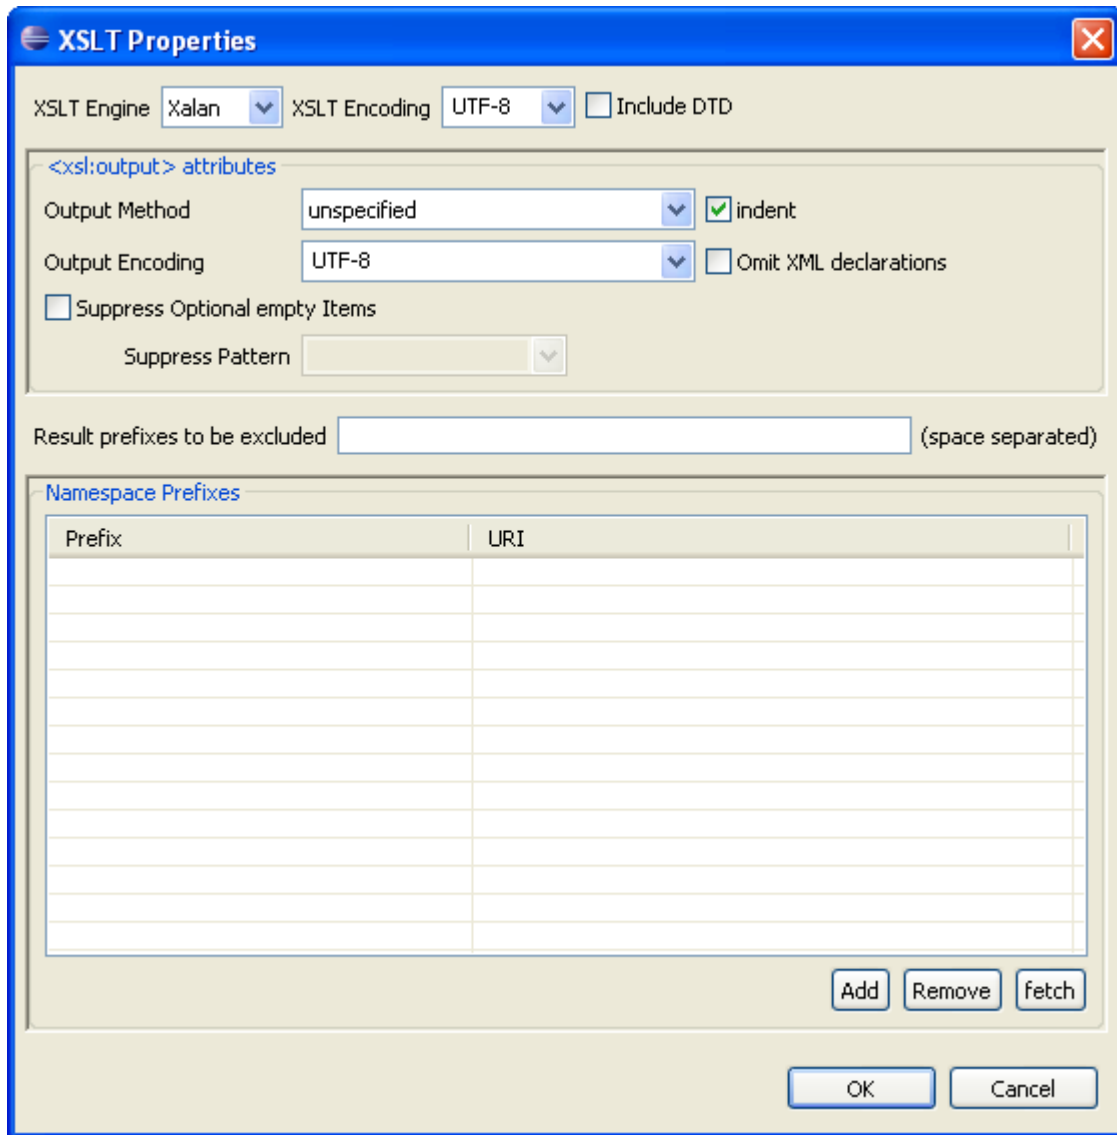 XSLT Properties
XSLT Engine Xalan XSLT Encoding UTF-8 Include DTD
<xsl:output> attributes
Output Method unspecified indent
Output Encoding UTF-8 Omit XML declarations
Suppress Optional empty Items
Suppress Pattern
Result prefixes to be excluded (space separated)
Namespace Prefixes
Prefix URI
Add Remove fetch
OK Cancel